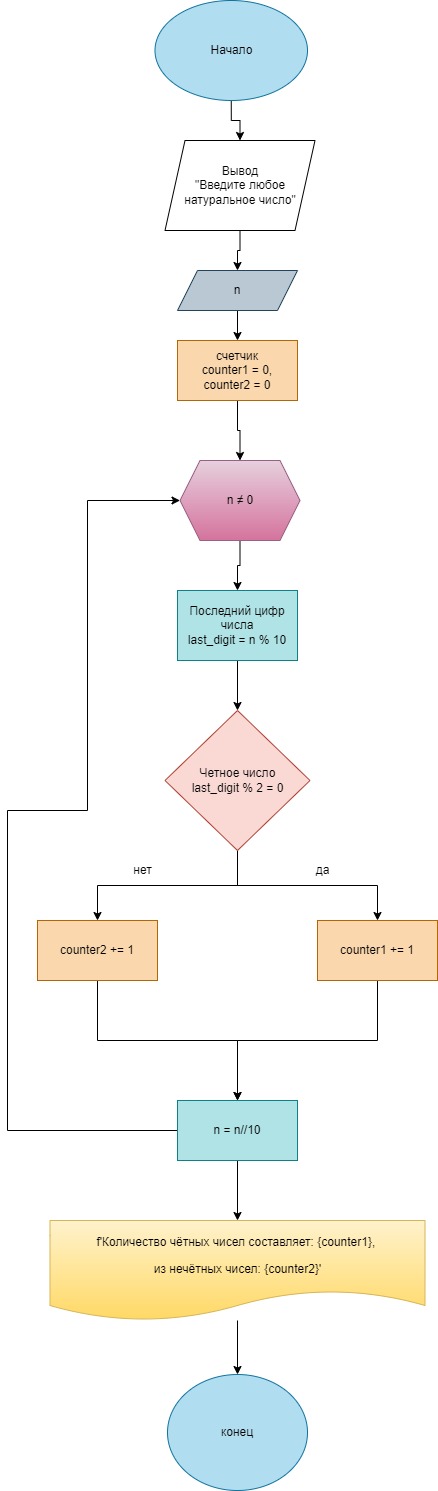 Начало
Вывод
"Введите любое
натуральное число"
n
счетчик
counter1 = 0,
counter2 = 0
n ≠ 0
Последний цифр
числа
last_digit = n % 10
Четное число
last_digit % 2 = 0
нет
да
counter2 += 1
counter1 += 1
n = n//10
f'Количество чётных чисел составляет: {counter1},
из нечётных чисел: {counter2}'
конец